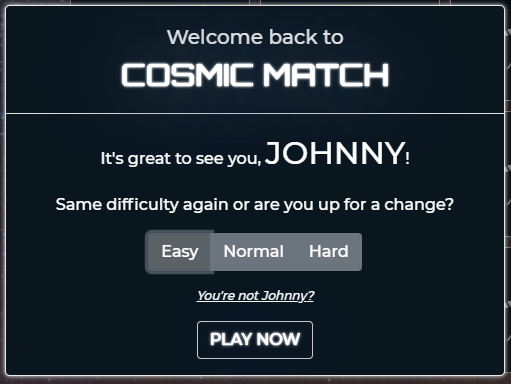 Welcome back to
COSMIC MATCH
It's great to see you, JOHNNY!
Same difficulty again or are you up for a change?
Easy Normal Hard
You're not Johnny?
PLAY NOW